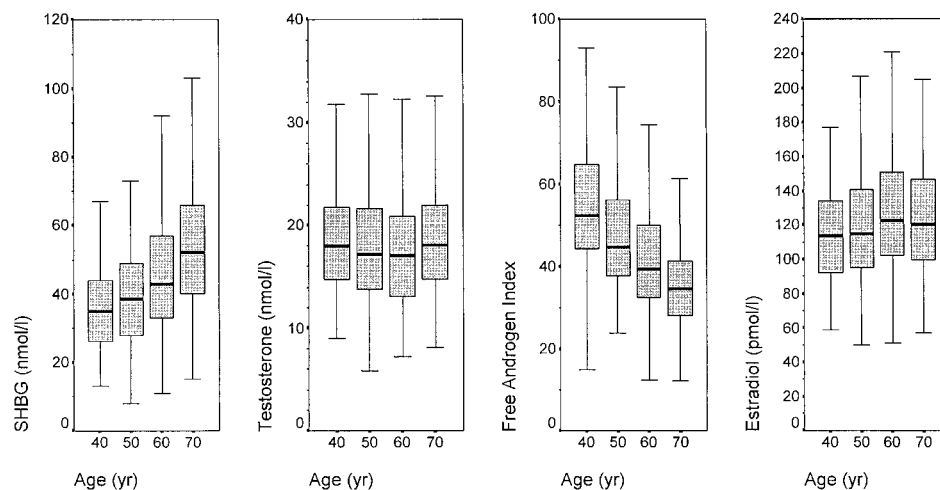 120
100
80
60
40
20
0
SHBG (nmol/l)
40 50 60 70
Age (yr)
40
30
20
10
0
Testosterone (nmol/l)
40 50 60 70
Age (yr)
100
80
60
40
20
0
Free Androgen Index
40 50 60 70
Age (yr)
240
220
200
180
160
140
120
100
80
60
40
20
0
Estradiol (pmol/l)
40 50 60 70
Age (yr)